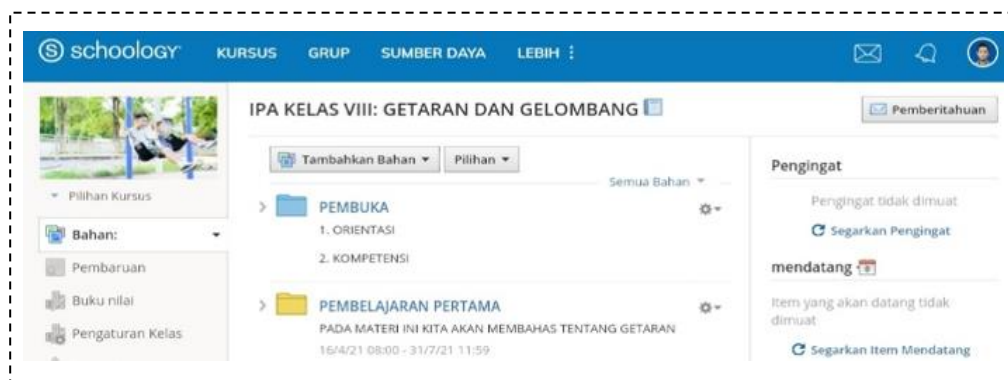 schoology KURSUS GRUP SUMBER DAYA LEBIH
IPA KELAS VIII: GETARAN DAN GELOMBANG
Pemberitahuan
Pilihan Kursus
Bahan:
Pembaruan
Buku nilai
Pengaturan Kelas
Tambahkan Bahan Pilihan
Semua Bahan
PEMBUKA
1. ORIENTASI
2. KOMPETENSI
PEMBELAJARAN PERTAMA
PADA MATERI INI KITA AKAN MEMBAHAS TENTANG GETARAN
16/4/21 08:00 - 31/7/21 11:59
Pengingat
Pengingat tidak dimuat
Segarkan Pengingat
mendatang
Item yang akan datang tidak
dimuat
Segarkan Item Mendatang